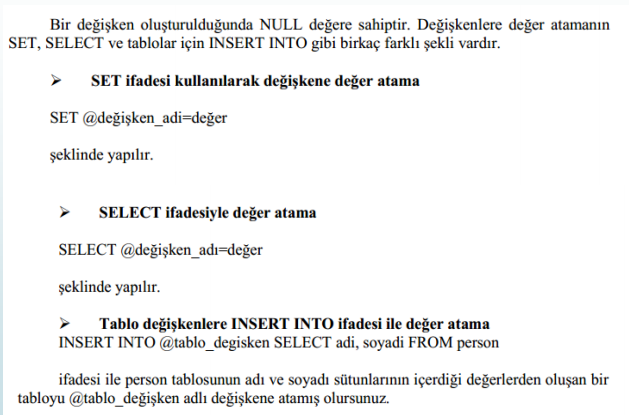 Bir değişken oluşturulduğunda NULL değere sahiptir. Değişkenlere değer atamanın
SET, SELECT ve tablolar için INSERT INTO gibi birkaç farklı şekli vardır.
➢ SET ifadesi kullanılarak değişkene değer atama
SET @değişken_adi=değer
şeklinde yapılır.
➢ SELECT ifadesiyle değer atama
SELECT @değişken_adı=değer
şeklinde yapılır.
➢ Tablo değişkenlere INSERT INTO ifadesi ile değer atama
INSERT INTO @tablo_degisken SELECT adi, soyadi FROM person
ifadesi ile person tablosunun adı ve soyadı sütunlarının içerdiği değerlerden oluşan bir
tabloyu @tablo_değişken adlı değişkene atamış olursunuz.